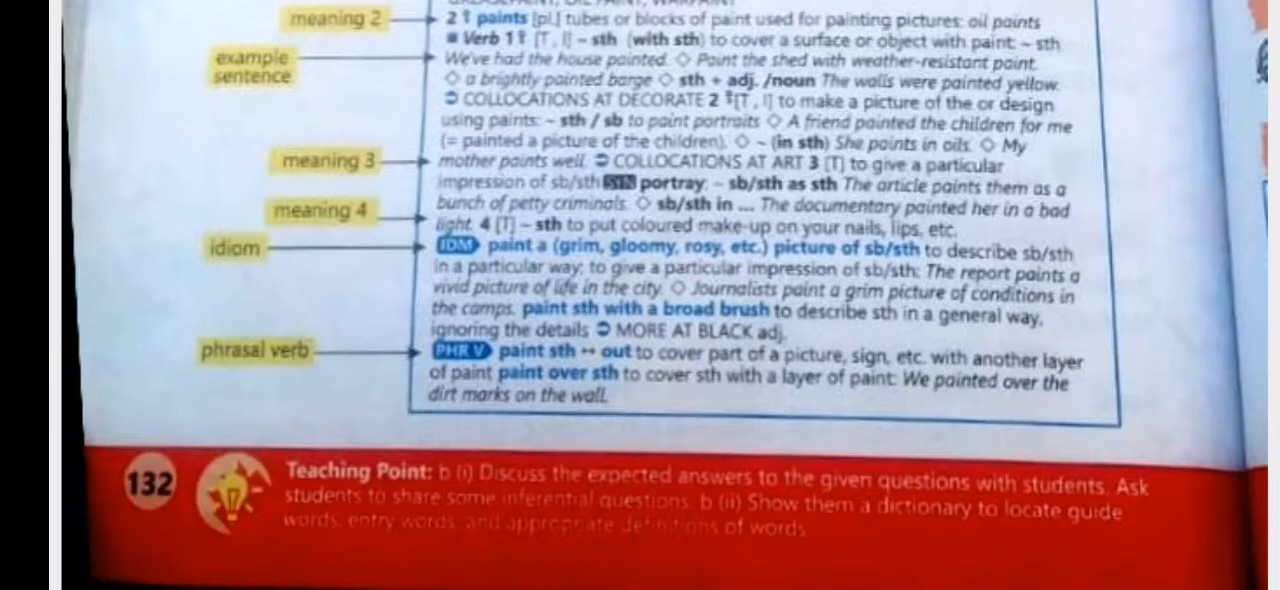 meaning 2
2 paints [pl.] tubes or blocks of paint used for painting pictures: oil paints
■ Verb 1 [T, I] ~ sth (with sth) to cover a surface or object with paint: ~ sth
example
sentence
We've had the house painted. ◇ Paint the shed with weather-resistant paint.
◇ a brightly painted barge ◇ sth + adj. /noun The walls were painted yellow.
➲ COLLOCATIONS AT DECORATE 2 [T, I] to make a picture of the or design
using paints: ~ sth / sb to paint portraits ◇ A friend painted the children for me
(= painted a picture of the children). ◇ ~ (in sth) She paints in oils. ◇ My
meaning 3
mother paints well. ➲ COLLOCATIONS AT ART 3 [T] to give a particular
impression of sb/sth SYN portray: ~ sb/sth as sth The article paints them as a
bunch of petty criminals. ◇ sb/sth in ... The documentary painted her in a bad
meaning 4
light. 4 [T] ~ sth to put coloured make-up on your nails, lips, etc.
idiom
IDM paint a (grim, gloomy, rosy, etc.) picture of sb/sth to describe sb/sth
in a particular way; to give a particular impression of sb/sth: The report paints a
vivid picture of life in the city. ◇ Journalists paint a grim picture of conditions in
the camps. paint sth with a broad brush to describe sth in a general way,
ignoring the details ➲ MORE AT BLACK adj.
phrasal verb
PHR V paint sth ↔ out to cover part of a picture, sign, etc. with another layer
of paint paint over sth to cover sth with a layer of paint: We painted over the
dirt marks on the wall.
132
Teaching Point: b (i) Discuss the expected answers to the given questions with students. Ask
students to share some inferential questions. b (ii) Show them a dictionary to locate guide
words, entry words, and appropriate definitions of words